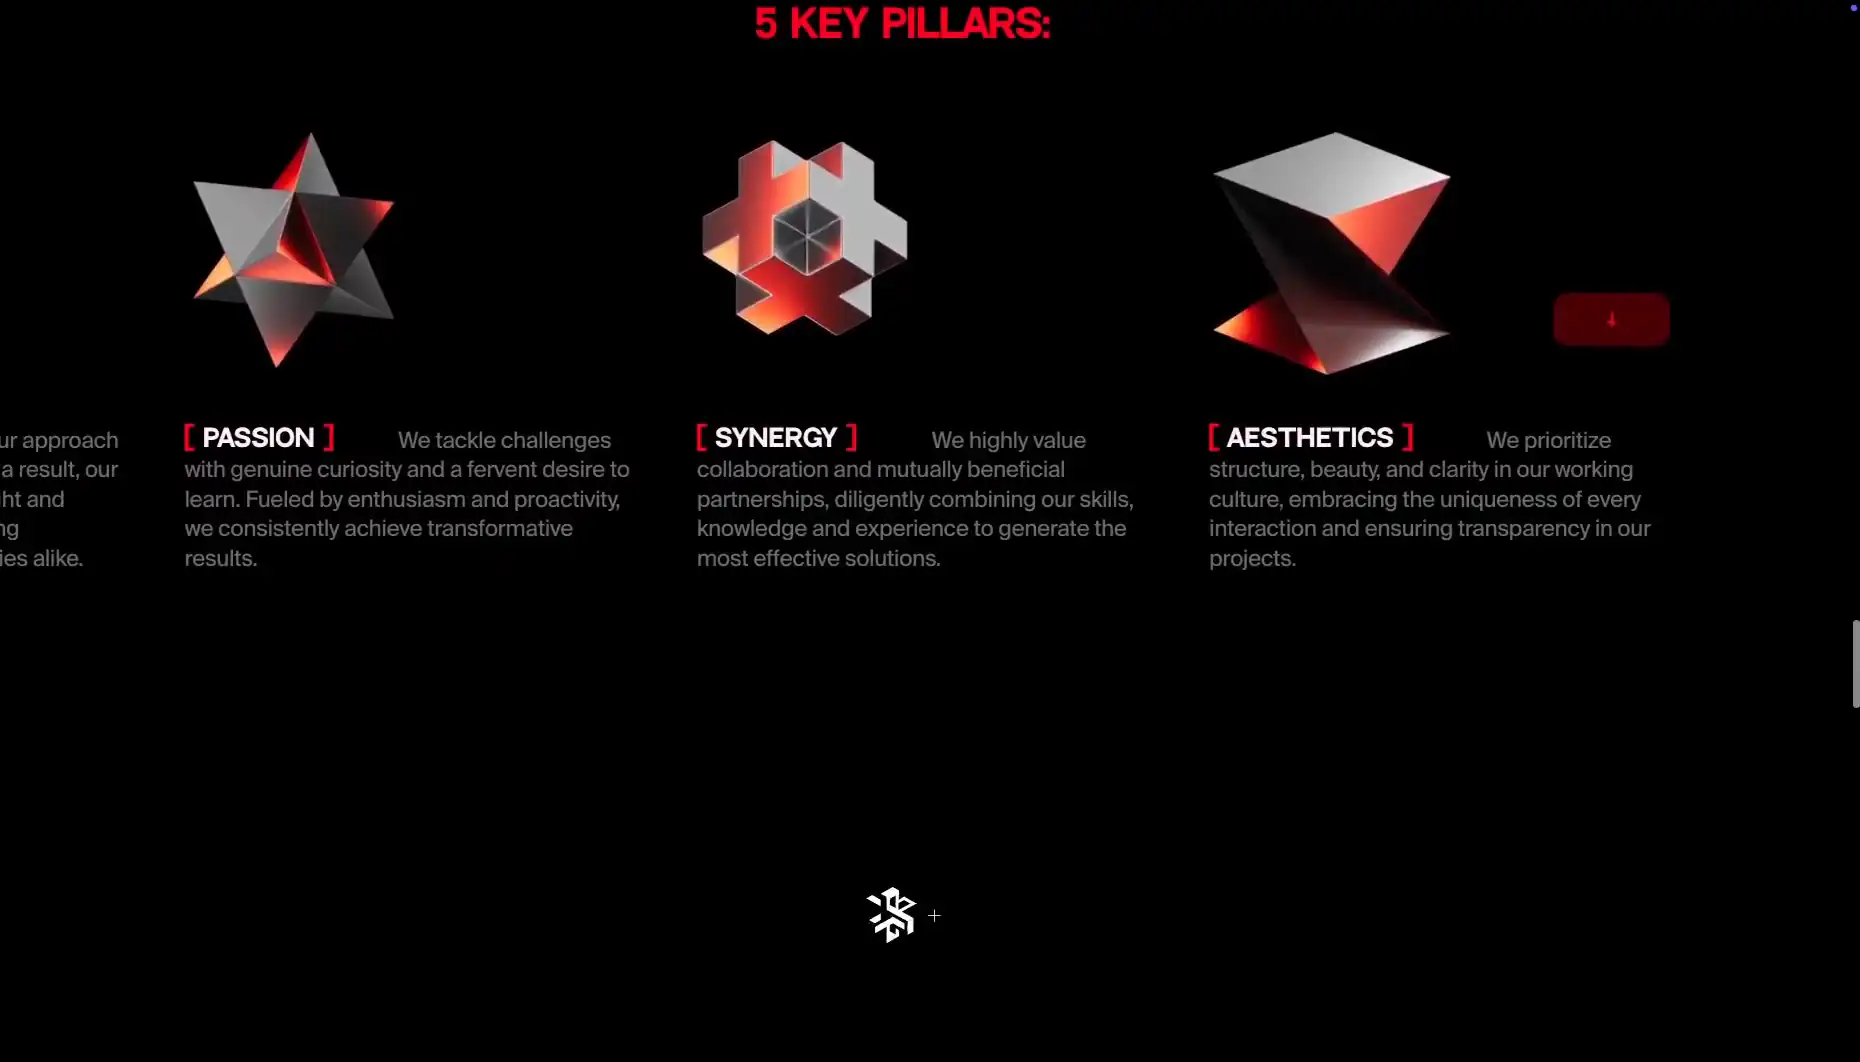 5 KEY PILLARS:
ur approach
a result, our
ht and
ng
ies alike.
[ PASSION ] We tackle challenges
with genuine curiosity and a fervent desire to
learn. Fueled by enthusiasm and proactivity,
we consistently achieve transformative
results.
[ SYNERGY ] We highly value
collaboration and mutually beneficial
partnerships, diligently combining our skills,
knowledge and experience to generate the
most effective solutions.
[ AESTHETICS ] We prioritize
structure, beauty, and clarity in our working
culture, embracing the uniqueness of every
interaction and ensuring transparency in our
projects.